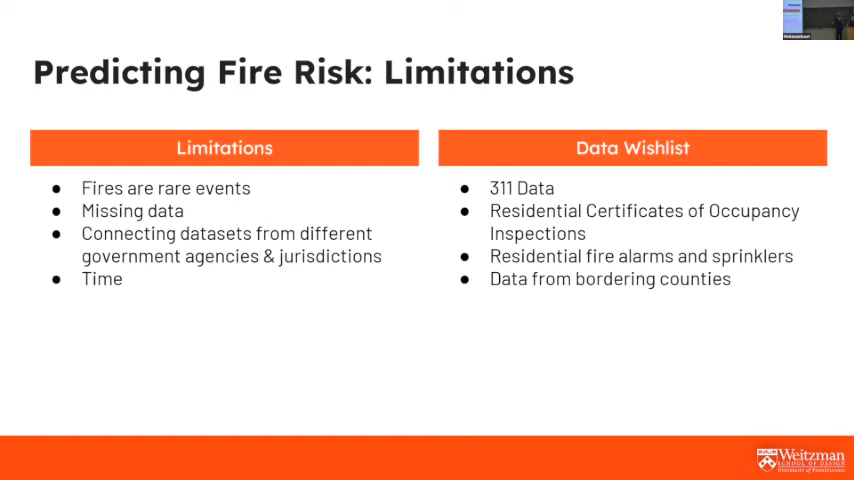 Predicting Fire Risk: Limitations
Limitations
● Fires are rare events
● Missing data
● Connecting datasets from different
government agencies & jurisdictions
● Time
Data Wishlist
● 311 Data
● Residential Certificates of Occupancy
Inspections
● Residential fire alarms and sprinklers
● Data from bordering counties
Weitzman
SCHOOL OF DESIGN
UNIVERSITY OF PENNSYLVANIA